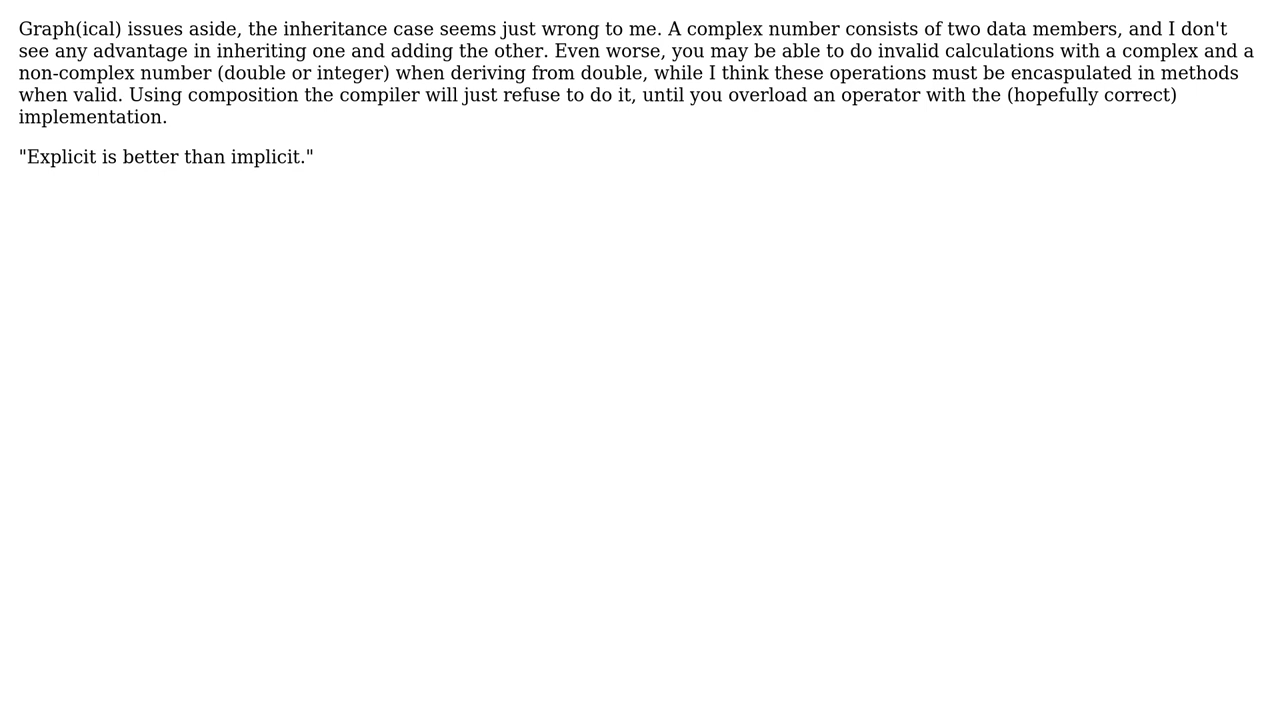 Graph(ical) issues aside, the inheritance case seems just wrong to me. A complex number consists of two data members, and I don't
see any advantage in inheriting one and adding the other. Even worse, you may be able to do invalid calculations with a complex and a
non-complex number (double or integer) when deriving from double, while I think these operations must be encaspulated in methods
when valid. Using composition the compiler will just refuse to do it, until you overload an operator with the (hopefully correct)
implementation.
"Explicit is better than implicit."